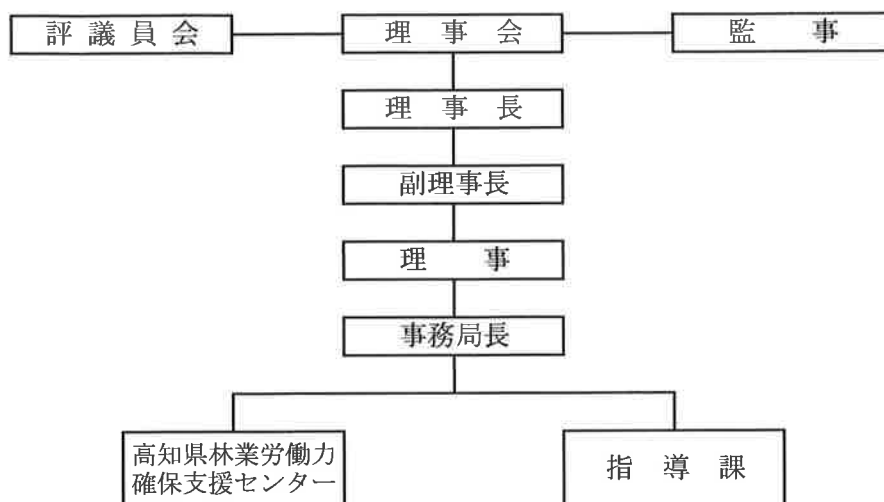 評議員会
理事会
監事
理事長
副理事長
理事
事務局長
高知県林業労働力
確保支援センター
指導課